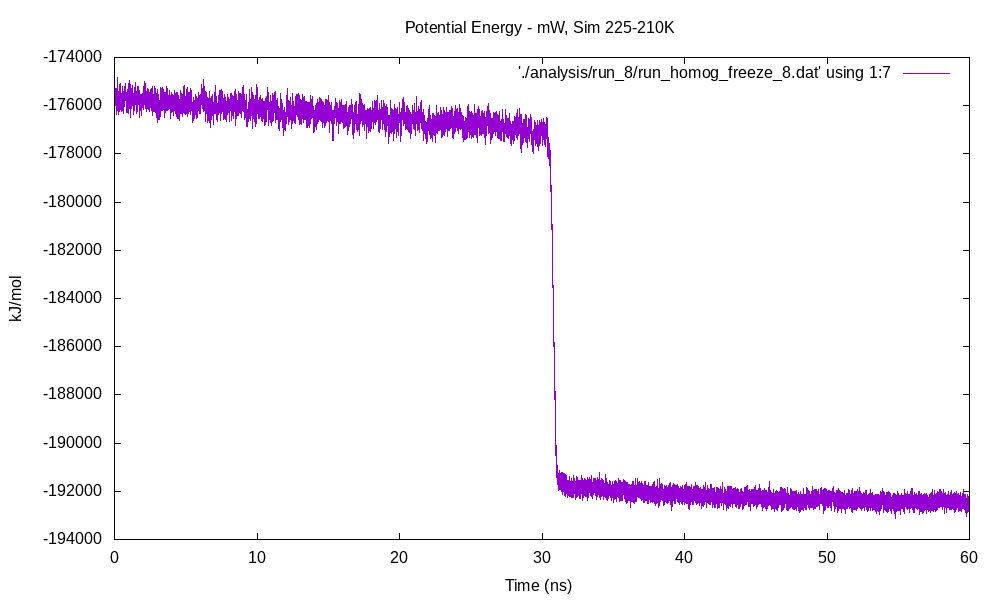 Potential Energy - mW, Sim 225-210K
'./analysis/run_8/run_homog_freeze_8.dat' using 1:7
-174000
-176000
-178000
-180000
-182000
-184000
-186000
-188000
-190000
-192000
-194000
kJ/mol
0 10 20 30 40 50 60
Time (ns)